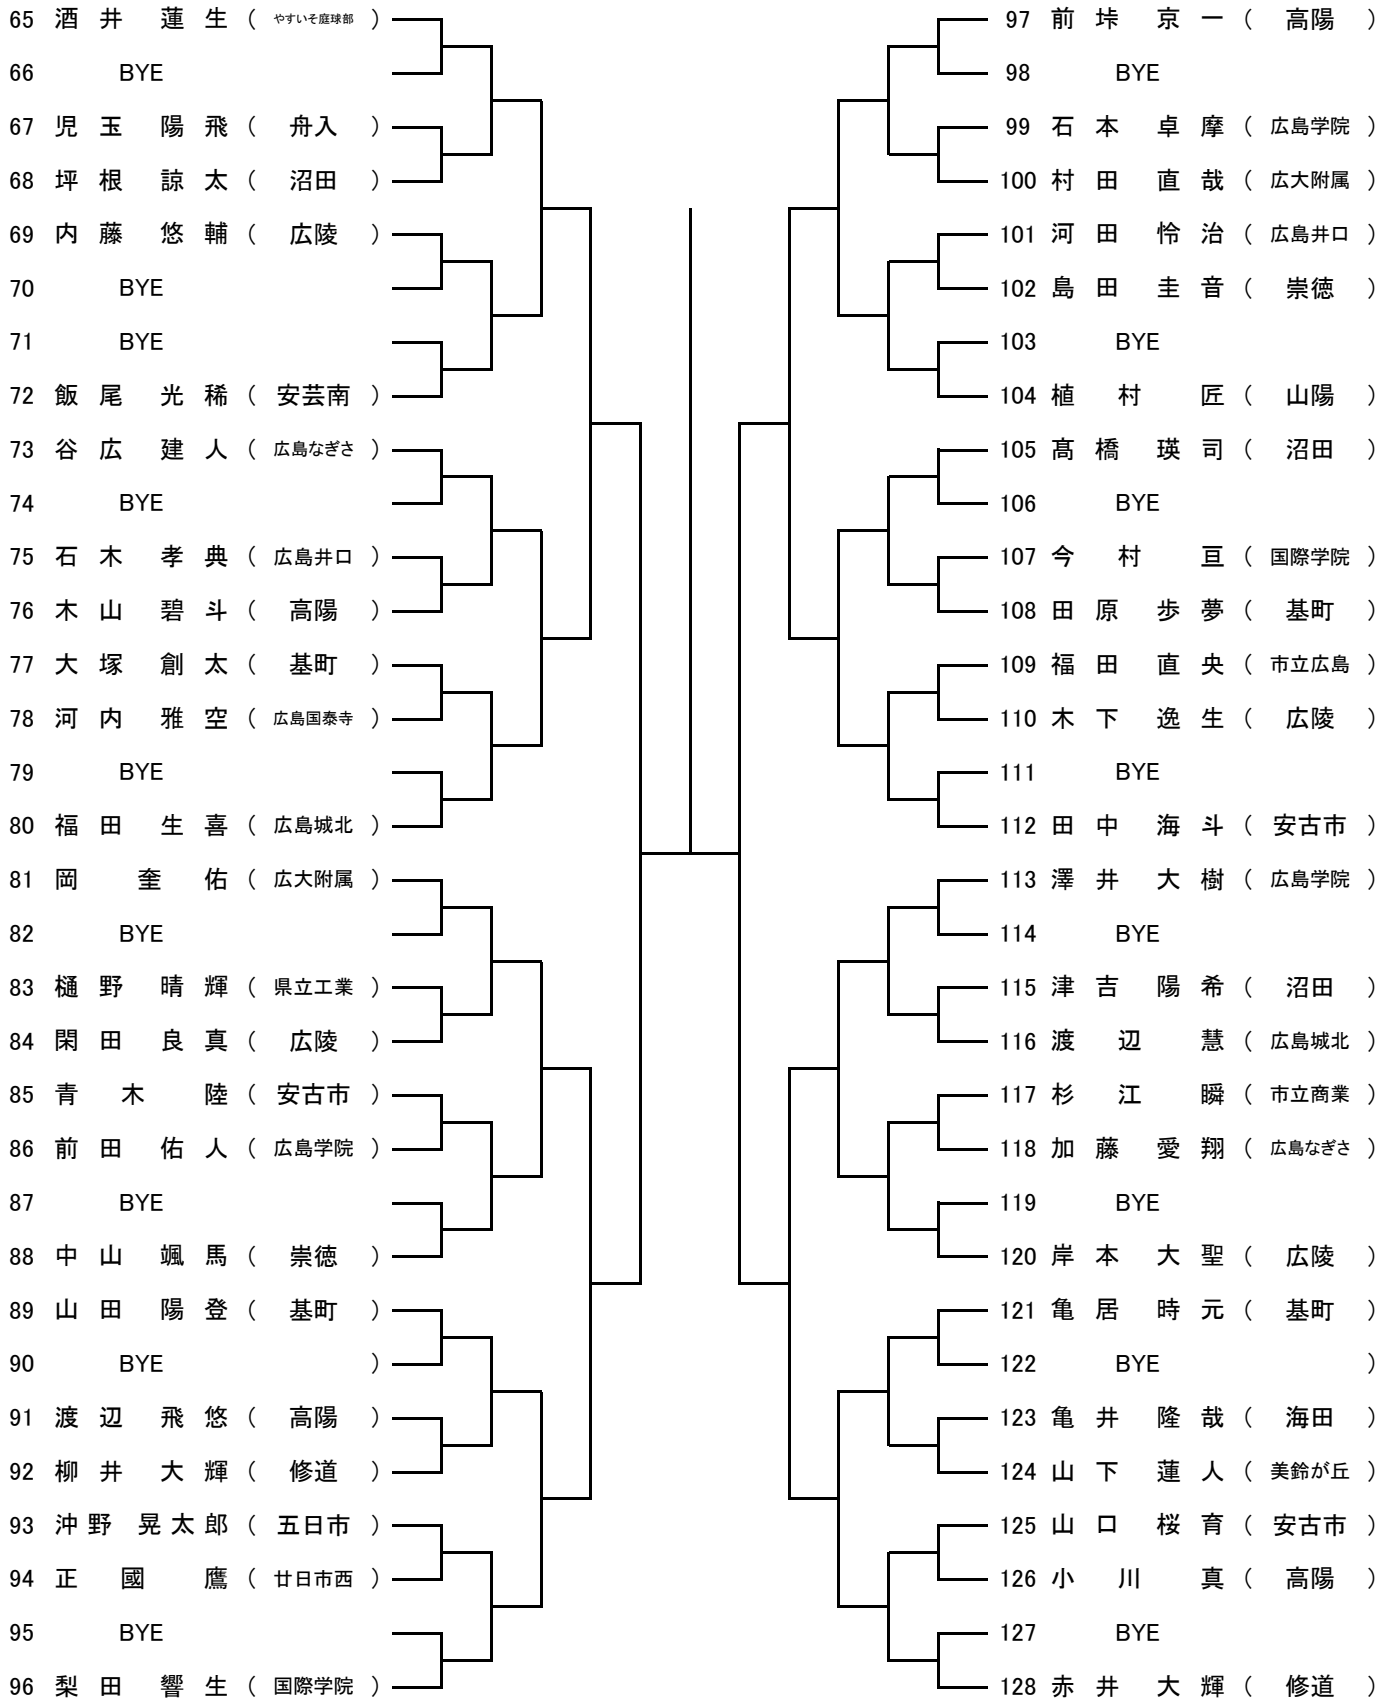 65 酒井 蓮生 ( やすいそ庭球部 )
66 BYE
67 児玉 陽飛 ( 舟入 )
68 坪根 諒太 ( 沼田 )
69 内藤 悠輔 ( 広陵 )
70 BYE
71 BYE
72 飯尾 光稀 ( 安芸南 )
73 谷広 建人 ( 広島なぎさ )
74 BYE
75 石木 孝典 ( 広島井口 )
76 木山 碧斗 ( 高陽 )
77 大塚 創太 ( 基町 )
78 河内 雅空 ( 広島国泰寺 )
79 BYE
80 福田 生喜 ( 広島城北 )
81 岡 奎佑 ( 広大附属 )
82 BYE
83 樋野 晴輝 ( 県立工業 )
84 閑田 良真 ( 広陵 )
85 青木 陸 ( 安古市 )
86 前田 佑人 ( 広島学院 )
87 BYE
88 中山 颯馬 ( 崇徳 )
89 山田 陽登 ( 基町 )
90 BYE )
91 渡辺 飛悠 ( 高陽 )
92 柳井 大輝 ( 修道 )
93 沖野 晃太郎 ( 五日市 )
94 正國 鷹 ( 廿日市西 )
95 BYE
96 梨田 響生 ( 国際学院 )
97 前垰 京一 ( 高陽 )
98 BYE
99 石本 卓摩 ( 広島学院 )
100 村田 直哉 ( 広大附属 )
101 河田 怜治 ( 広島井口 )
102 島田 圭音 ( 崇徳 )
103 BYE
104 植村 匠 ( 山陽 )
105 髙橋 瑛司 ( 沼田 )
106 BYE
107 今村 亘 ( 国際学院 )
108 田原 歩夢 ( 基町 )
109 福田 直央 ( 市立広島 )
110 木下 逸生 ( 広陵 )
111 BYE
112 田中 海斗 ( 安古市 )
113 澤井 大樹 ( 広島学院 )
114 BYE
115 津吉 陽希 ( 沼田 )
116 渡辺 慧 ( 広島城北 )
117 杉江 瞬 ( 市立商業 )
118 加藤 愛翔 ( 広島なぎさ )
119 BYE
120 岸本 大聖 ( 広陵 )
121 亀居 時元 ( 基町 )
122 BYE )
123 亀井 隆哉 ( 海田 )
124 山下 蓮人 ( 美鈴が丘 )
125 山口 桜育 ( 安古市 )
126 小川 真 ( 高陽 )
127 BYE
128 赤井 大輝 ( 修道 )